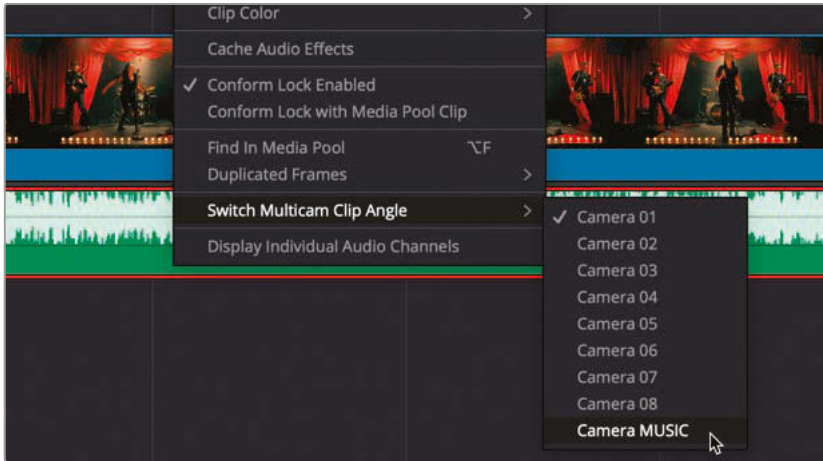 Clip Color >
Cache Audio Effects
✓ Conform Lock Enabled
Conform Lock with Media Pool Clip
Find In Media Pool ⌥F
Duplicated Frames >
Switch Multicam Clip Angle >
Display Individual Audio Channels
✓ Camera 01
Camera 02
Camera 03
Camera 04
Camera 05
Camera 06
Camera 07
Camera 08
Camera MUSIC